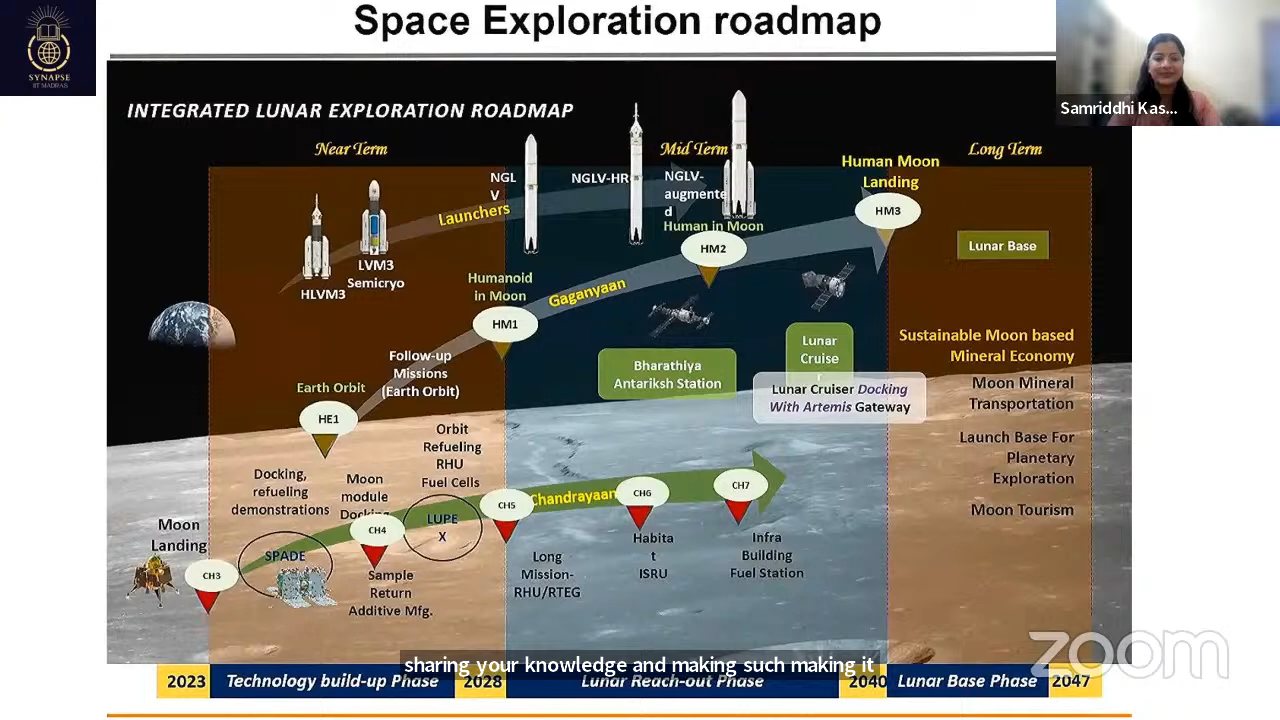 Space Exploration roadmap
SYNAPSE
IIT MADRAS
Samriddhi Kas...
INTEGRATED LUNAR EXPLORATION ROADMAP
Near Term
Mid Term
Long Term
HLVM3
LVM3
Semicryo
Launchers
NGL
V
NGLV-HR
NGLV-
augmente
d
Human Moon
Landing
HM3
Human in Moon
HM2
Humanoid
in Moon
HM1
Gaganyaan
Lunar Base
Follow-up
Missions
(Earth Orbit)
Earth Orbit
HE1
Bharathiya
Antariksh Station
Lunar
Cruise
r
Lunar Cruiser Docking
With Artemis Gateway
Sustainable Moon based
Mineral Economy
Moon Mineral
Transportation
Launch Base For
Planetary
Exploration
Moon Tourism
Orbit
Refueling
RHU
Fuel Cells
Docking,
refueling
demonstrations
Moon
module
Docking
Moon
Landing
CH3
SPADE
CH4
LUPE
X
CH5
Chandrayaan
CH6
CH7
Sample
Return
Additive Mfg.
Long
Mission-
RHU/RTEG
Habita
t
ISRU
Infra
Building
Fuel Station
zoom
sharing your knowledge and making such making it
2023
Technology build-up Phase
2028
Lunar Reach-out Phase
2040
Lunar Base Phase
2047